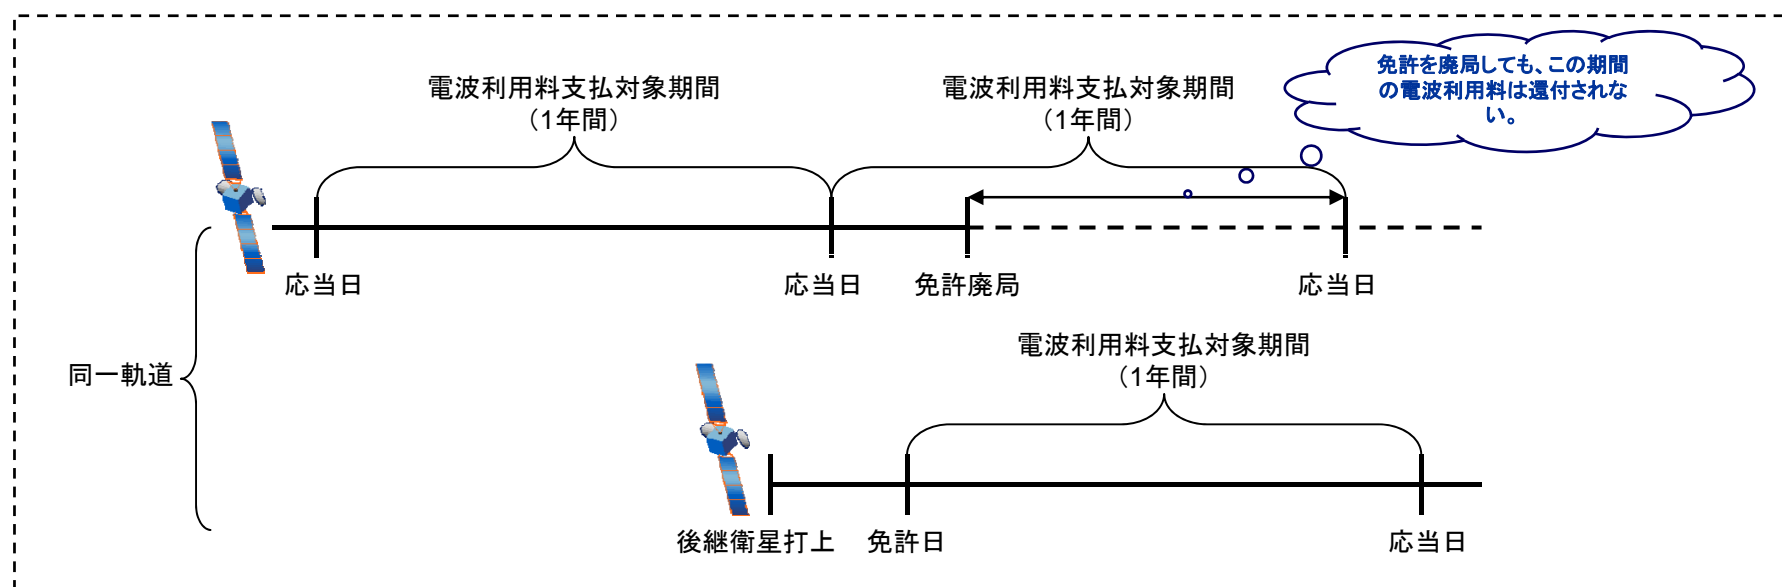 免許を廃局しても、この期間
の電波利用料は還付されな
い。
電波利用料支払対象期間
（1年間）
電波利用料支払対象期間
（1年間）
応当日
応当日
免許廃局
応当日
同一軌道
電波利用料支払対象期間
（1年間）
後継衛星打上
免許日
応当日